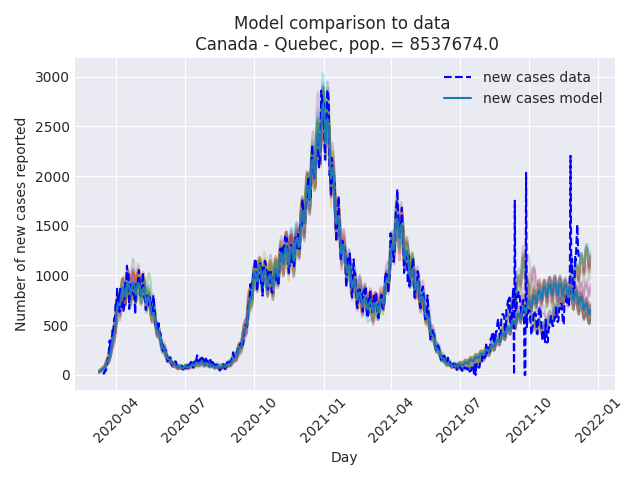 Model comparison to data
Canada - Quebec, pop. = 8537674.0
new cases data
new cases model
Number of new cases reported
3000
2500
2000
1500
1000
500
0
2020-04
2020-07
2020-10
2021-01
2021-04
2021-07
2021-10
2022-01
Day